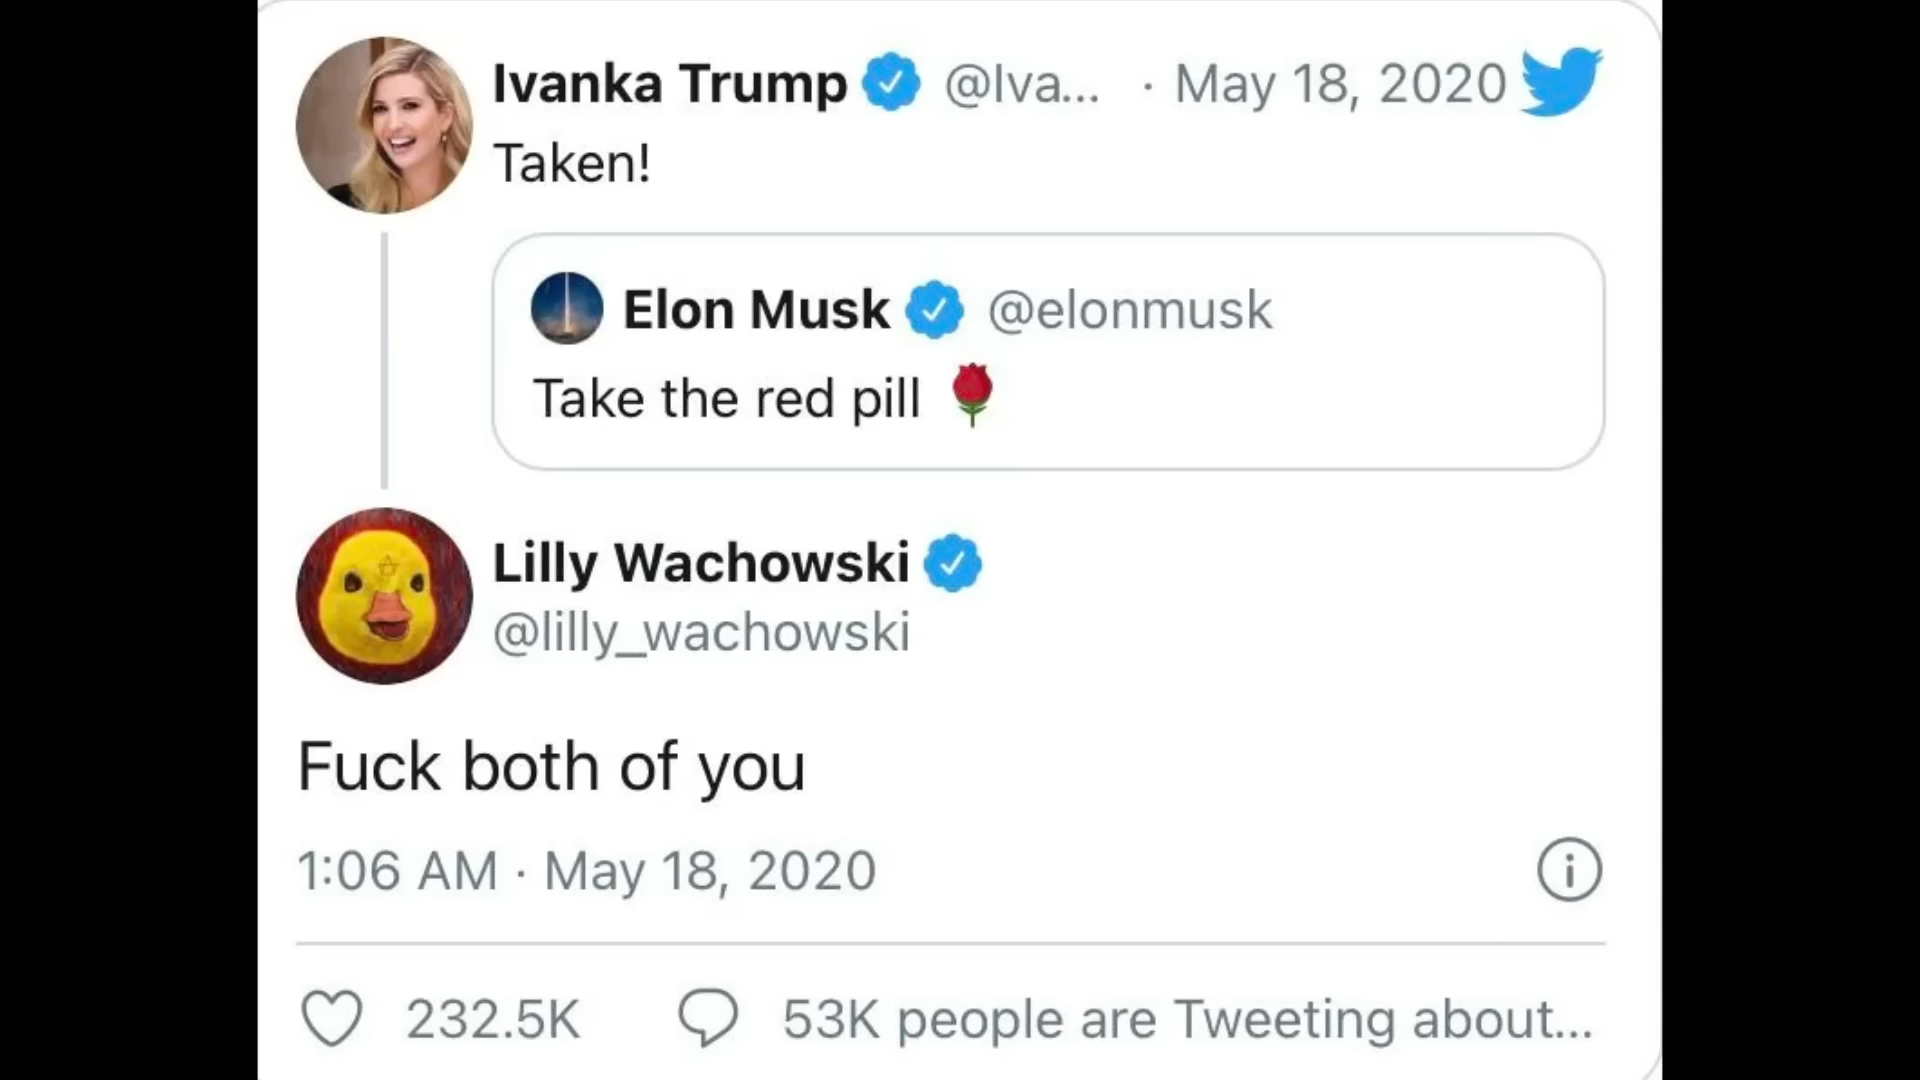 Ivanka Trump @Iva... · May 18, 2020
Taken!
Elon Musk @elonmusk
Take the red pill 🌹
Lilly Wachowski
@lilly_wachowski
Fuck both of you
1:06 AM · May 18, 2020
232.5K 53K people are Tweeting about...